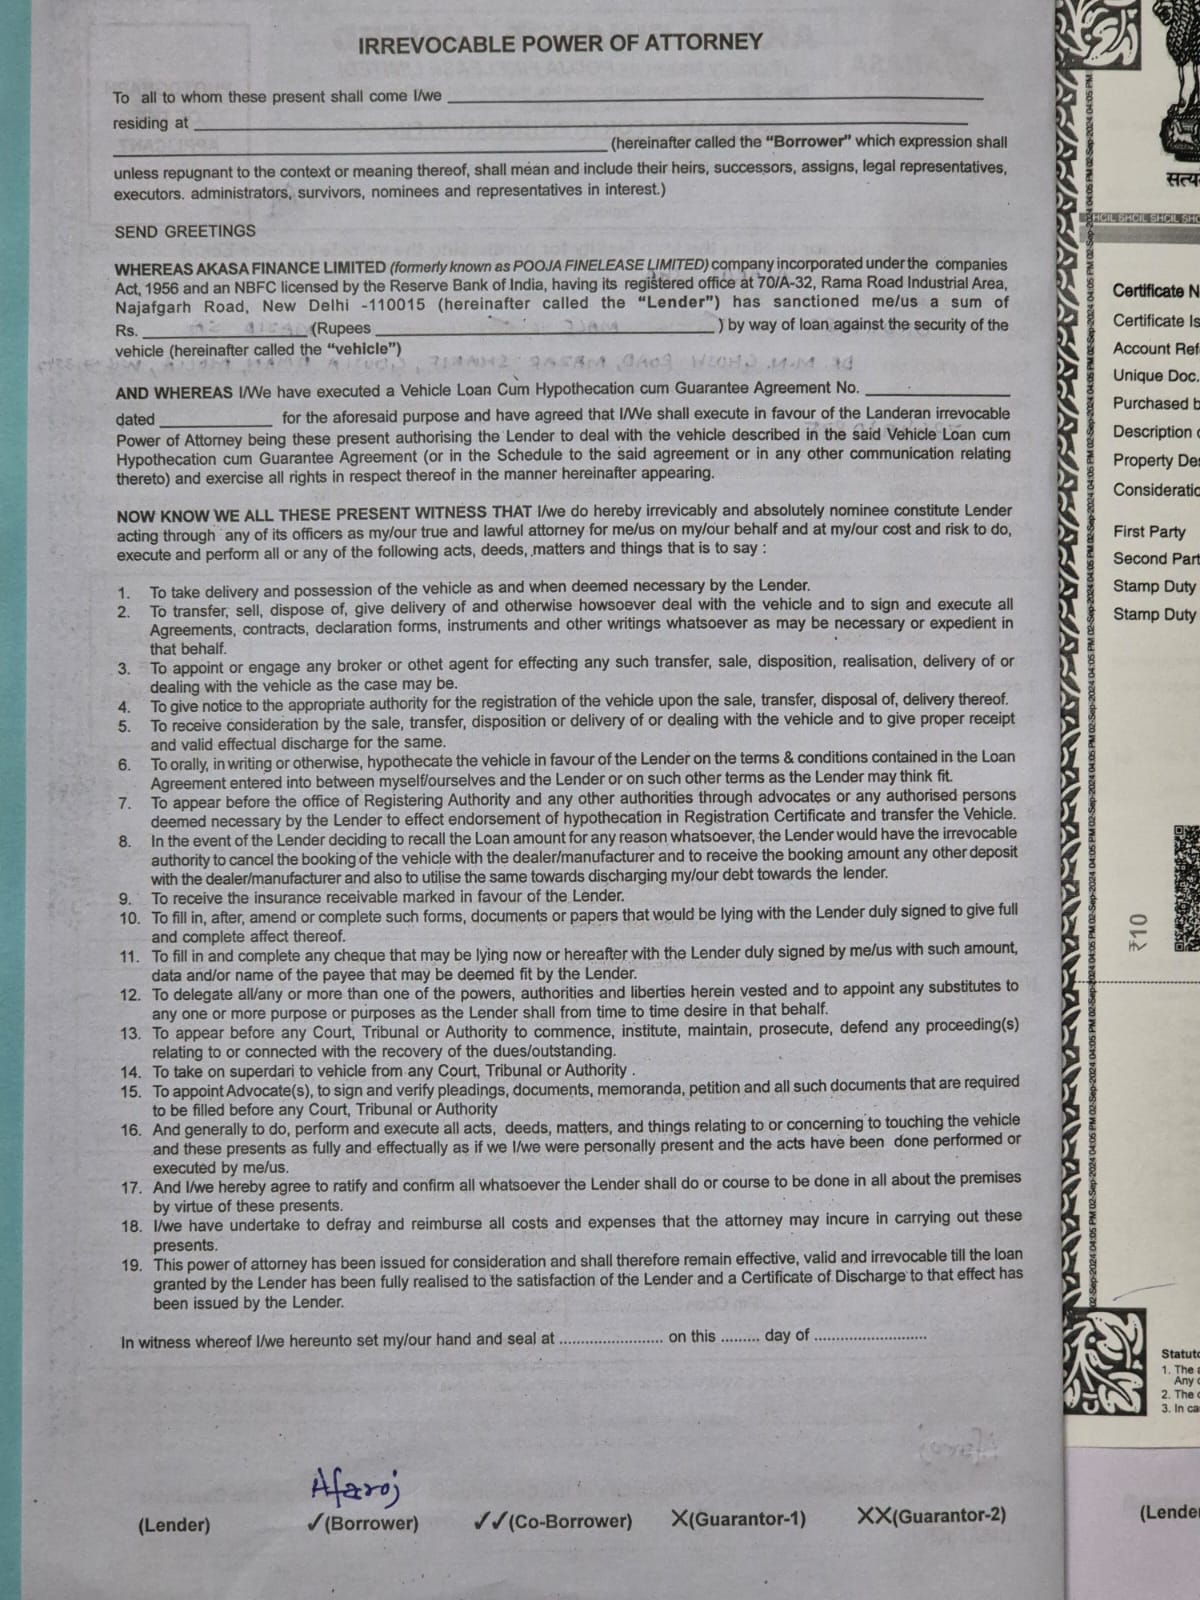 IRREVOCABLE POWER OF ATTORNEY
To all to whom these present shall come I/we
residing at
(hereinafter called the “Borrower” which expression shall
unless repugnant to the context or meaning thereof, shall mean and include their heirs, successors, assigns, legal representatives,
executors. administrators, survivors, nominees and representatives in interest.)
SEND GREETINGS
WHEREAS AKASA FINANCE LIMITED (formerly known as POOJA FINELEASE LIMITED) company incorporated under the companies
Act, 1956 and an NBFC licensed by the Reserve Bank of India, having its registered office at 70/A-32, Rama Road Industrial Area,
Najafgarh Road, New Delhi -110015 (hereinafter called the “Lender”) has sanctioned me/us a sum of
Rs. (Rupees ) by way of loan against the security of the
vehicle (hereinafter called the “vehicle”)
AND WHEREAS I/We have executed a Vehicle Loan Cum Hypothecation cum Guarantee Agreement No.
dated for the aforesaid purpose and have agreed that I/We shall execute in favour of the Landeran irrevocable
Power of Attorney being these present authorising the Lender to deal with the vehicle described in the said Vehicle Loan cum
Hypothecation cum Guarantee Agreement (or in the Schedule to the said agreement or in any other communication relating
thereto) and exercise all rights in respect thereof in the manner hereinafter appearing.
NOW KNOW WE ALL THESE PRESENT WITNESS THAT I/we do hereby irrevicably and absolutely nominee constitute Lender
acting through any of its officers as my/our true and lawful attorney for me/us on my/our behalf and at my/our cost and risk to do,
execute and perform all or any of the following acts, deeds, matters and things that is to say :
1. To take delivery and possession of the vehicle as and when deemed necessary by the Lender.
2. To transfer, sell, dispose of, give delivery of and otherwise howsoever deal with the vehicle and to sign and execute all
Agreements, contracts, declaration forms, instruments and other writings whatsoever as may be necessary or expedient in
that behalf.
3. To appoint or engage any broker or othet agent for effecting any such transfer, sale, disposition, realisation, delivery of or
dealing with the vehicle as the case may be.
4. To give notice to the appropriate authority for the registration of the vehicle upon the sale, transfer, disposal of, delivery thereof.
5. To receive consideration by the sale, transfer, disposition or delivery of or dealing with the vehicle and to give proper receipt
and valid effectual discharge for the same.
6. To orally, in writing or otherwise, hypothecate the vehicle in favour of the Lender on the terms & conditions contained in the Loan
Agreement entered into between myself/ourselves and the Lender or on such other terms as the Lender may think fit.
7. To appear before the office of Registering Authority and any other authorities through advocates or any authorised persons
deemed necessary by the Lender to effect endorsement of hypothecation in Registration Certificate and transfer the Vehicle.
8. In the event of the Lender deciding to recall the Loan amount for any reason whatsoever, the Lender would have the irrevocable
authority to cancel the booking of the vehicle with the dealer/manufacturer and to receive the booking amount any other deposit
with the dealer/manufacturer and also to utilise the same towards discharging my/our debt towards the lender.
9. To receive the insurance receivable marked in favour of the Lender.
10. To fill in, after, amend or complete such forms, documents or papers that would be lying with the Lender duly signed to give full
and complete affect thereof.
11. To fill in and complete any cheque that may be lying now or hereafter with the Lender duly signed by me/us with such amount,
data and/or name of the payee that may be deemed fit by the Lender.
12. To delegate all/any or more than one of the powers, authorities and liberties herein vested and to appoint any substitutes to
any one or more purpose or purposes as the Lender shall from time to time desire in that behalf.
13. To appear before any Court, Tribunal or Authority to commence, institute, maintain, prosecute, defend any proceeding(s)
relating to or connected with the recovery of the dues/outstanding.
14. To take on superdari to vehicle from any Court, Tribunal or Authority .
15. To appoint Advocate(s), to sign and verify pleadings, documents, memoranda, petition and all such documents that are required
to be filled before any Court, Tribunal or Authority
16. And generally to do, perform and execute all acts, deeds, matters, and things relating to or concerning to touching the vehicle
and these presents as fully and effectually as if we I/we were personally present and the acts have been done performed or
executed by me/us.
17. And I/we hereby agree to ratify and confirm all whatsoever the Lender shall do or course to be done in all about the premises
by virtue of these presents.
18. I/we have undertake to defray and reimburse all costs and expenses that the attorney may incure in carrying out these
presents.
19. This power of attorney has been issued for consideration and shall therefore remain effective, valid and irrevocable till the loan
granted by the Lender has been fully realised to the satisfaction of the Lender and a Certificate of Discharge to that effect has
been issued by the Lender.
In witness whereof I/we hereunto set my/our hand and seal at ....................... on this ......... day of .........................
Afaroj
(Lender) ✓(Borrower) ✓✓(Co-Borrower) X(Guarantor-1) XX(Guarantor-2)
सत्य
SHCIL SHCIL SHC
Certificate N
Certificate Is
Account Ref
Unique Doc.
Purchased b
Description
Property De
Consideratio
First Party
Second Part
Stamp Duty
Stamp Duty
₹10
02-Sep-2024 04:05 PM
Statuto
1. The
Any
2. The
3. In ca
(Lende